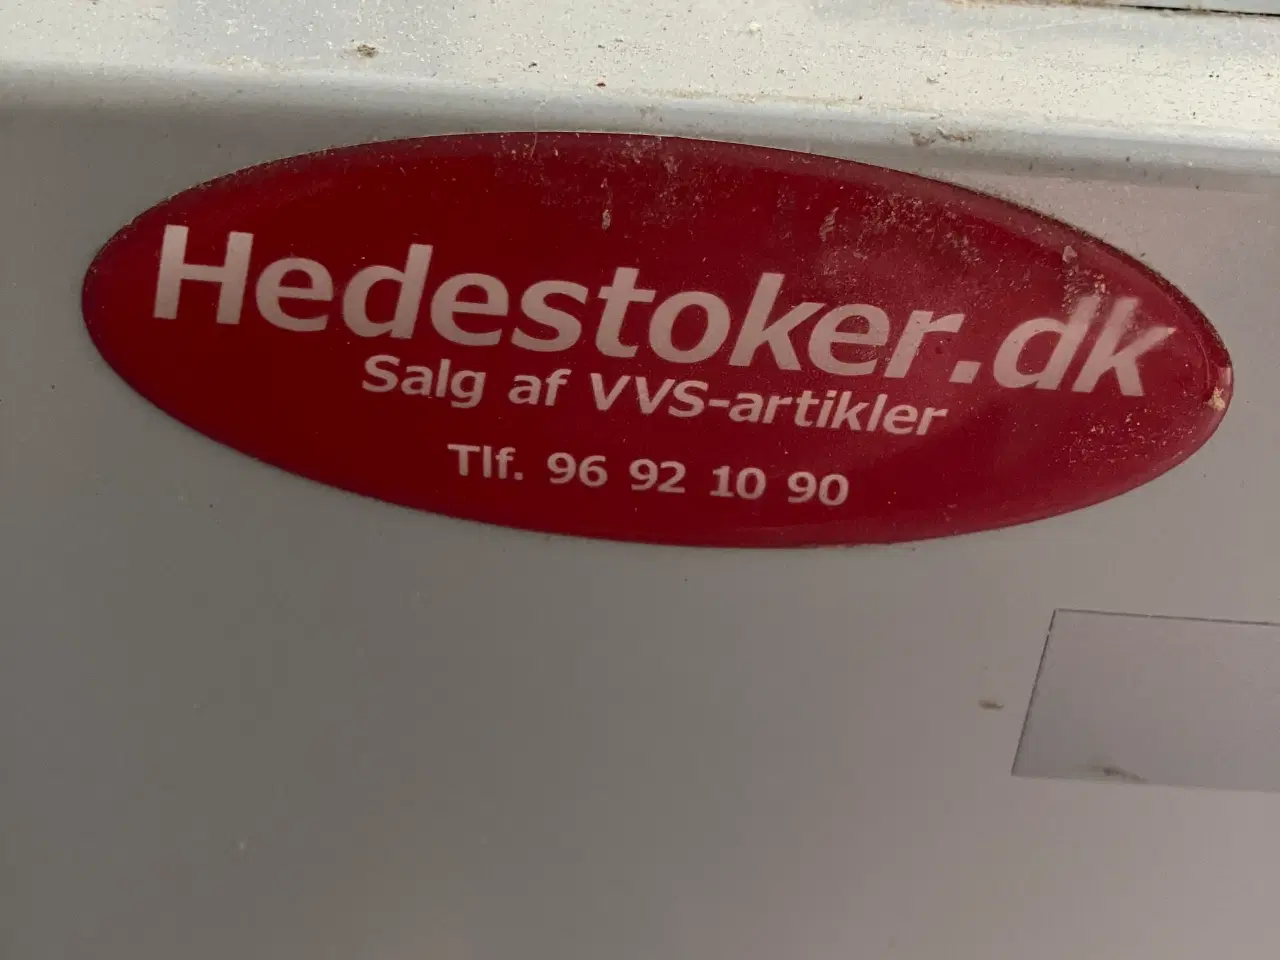 Hedestoker.dk
Salg af VVS-artikler
Tlf. 96 92 10 90